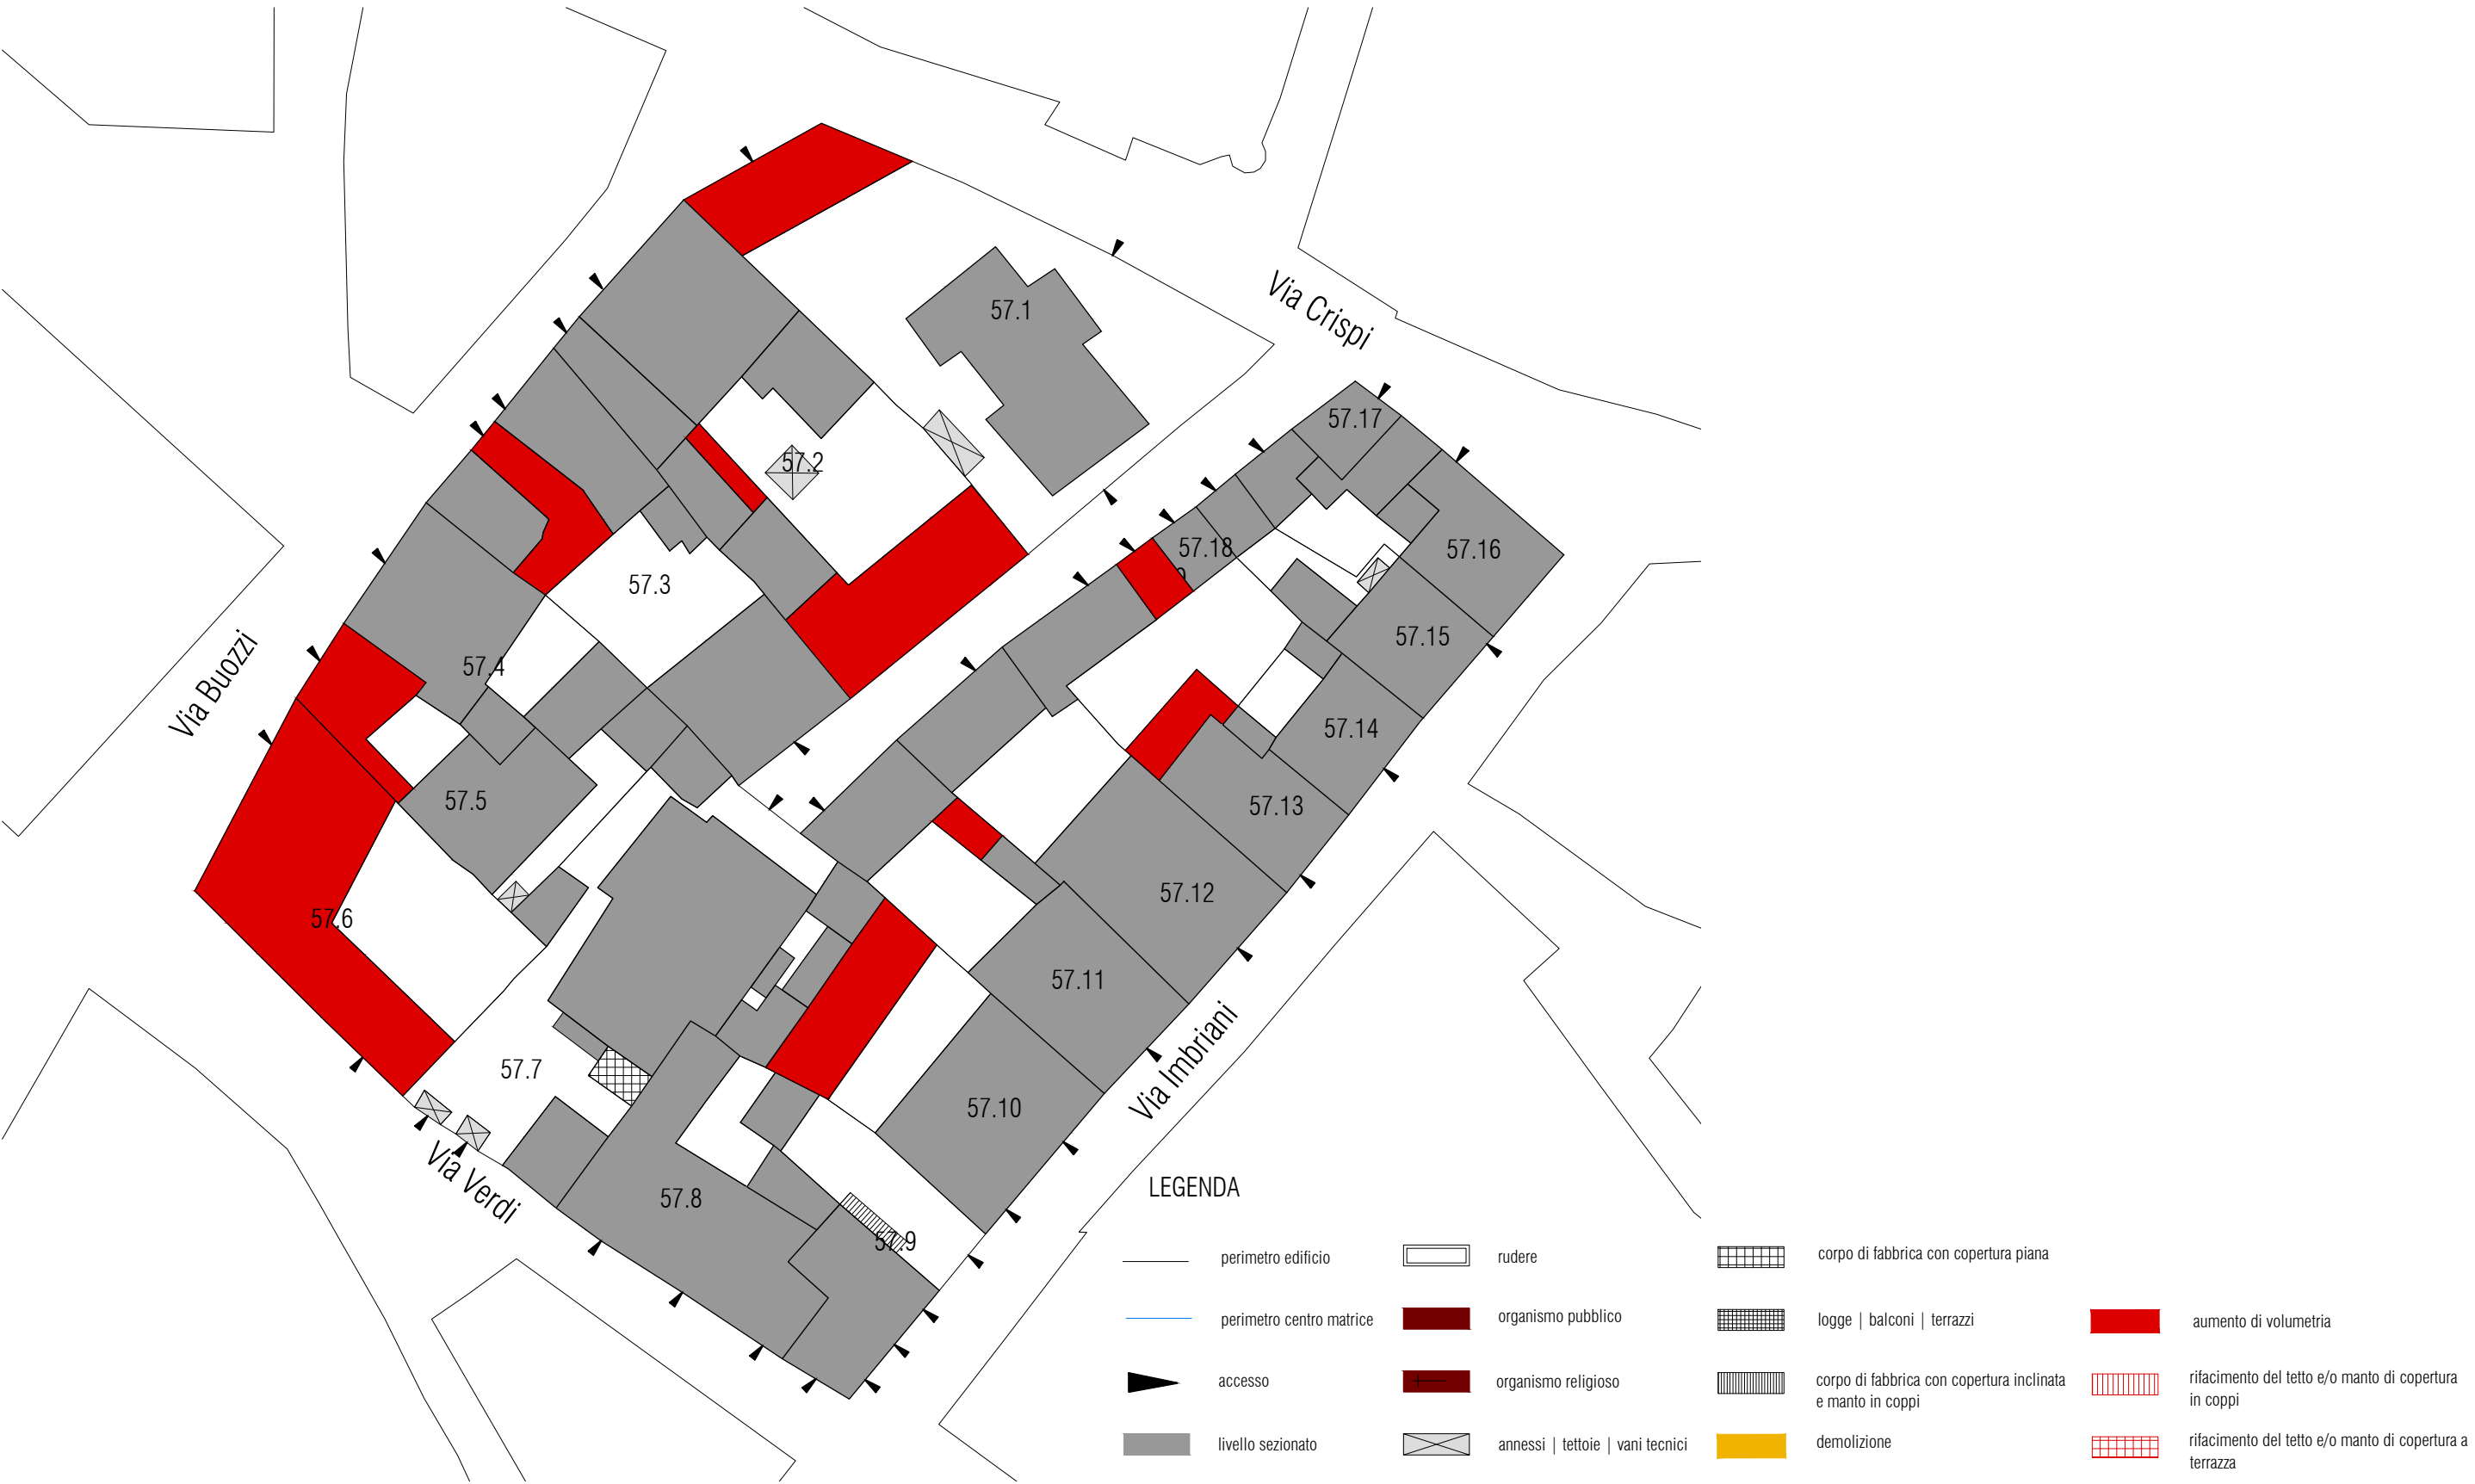 57.1
Via Crispi
57.17
57.2
57.18
9
57.16
57.3
57.15
Via Buozzi
57.4
57.14
57.5
57.13
57.12
57.6
57.11
57.7
Via Imbriani
57.10
Via Verdi
57.8
57.9
LEGENDA
perimetro edificio
perimetro centro matrice
accesso
livello sezionato
rudere
organismo pubblico
organismo religioso
annessi | tettoie | vani tecnici
corpo di fabbrica con copertura piana
logge | balconi | terrazzi
corpo di fabbrica con copertura inclinata
e manto in coppi
demolizione
aumento di volumetria
rifacimento del tetto e/o manto di copertura
in coppi
rifacimento del tetto e/o manto di copertura a
terrazza